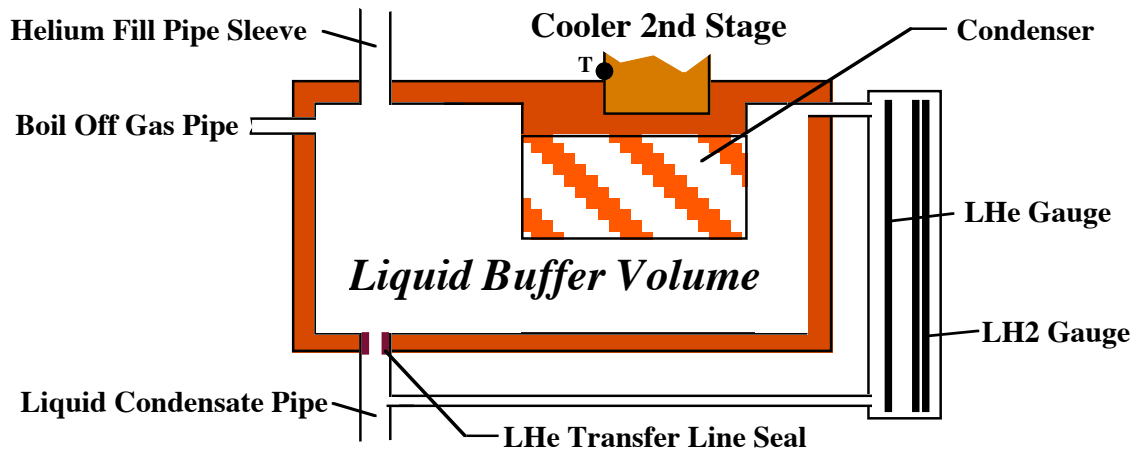 Helium Fill Pipe Sleeve
Cooler 2nd Stage
Condenser
T
Boil Off Gas Pipe
LHe Gauge
Liquid Buffer Volume
LH2 Gauge
Liquid Condensate Pipe
LHe Transfer Line Seal